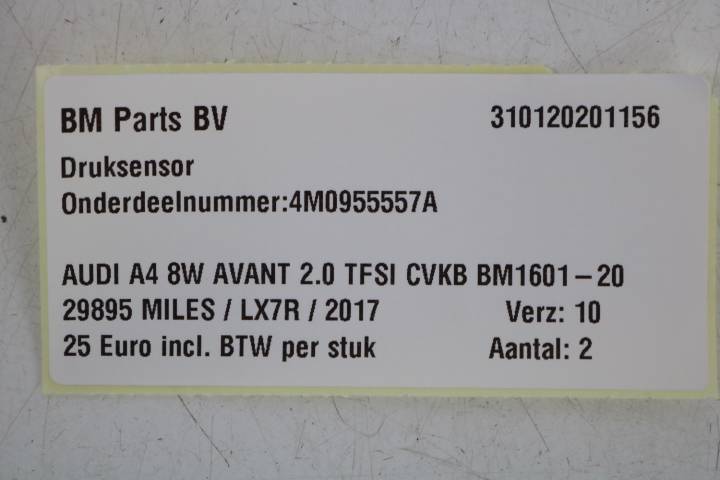 BM Parts BV 310120201156
Druksensor
Onderdeelnummer:4M0955557A
AUDI A4 8W AVANT 2.0 TFSI CVKB BM1601-20
29895 MILES / LX7R / 2017 Verz: 10
25 Euro incl. BTW per stuk Aantal: 2